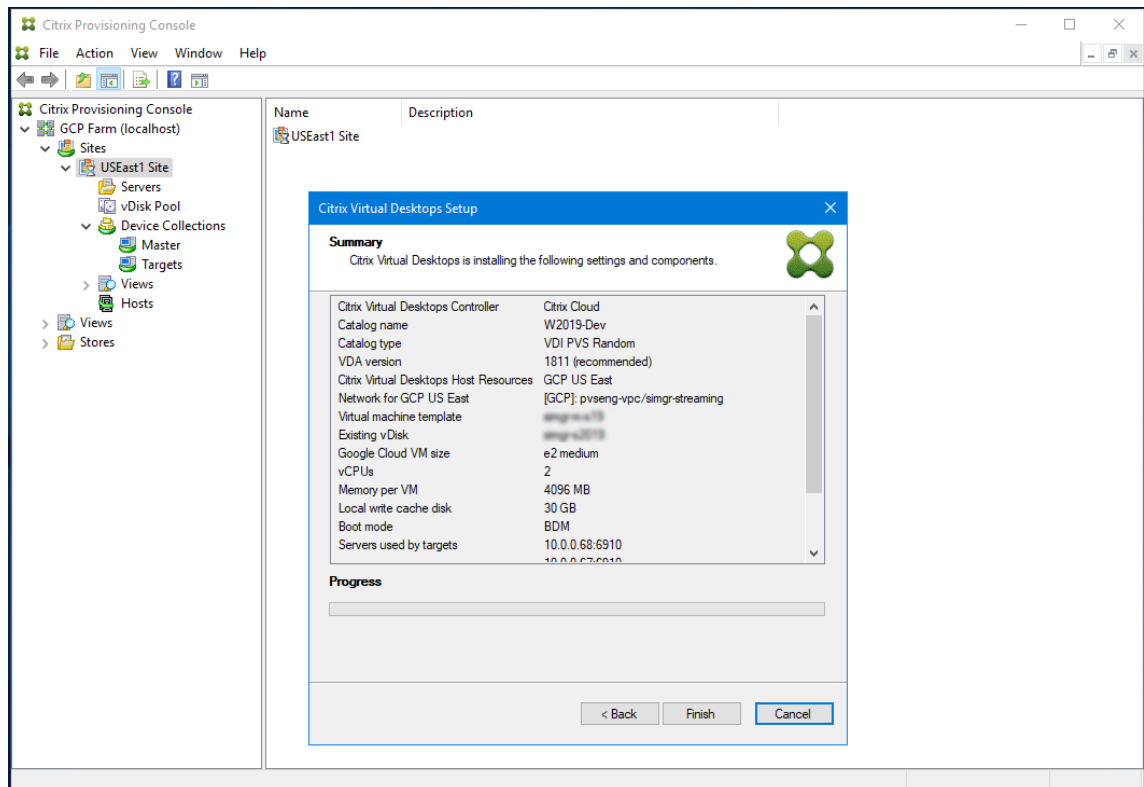 Citrix Provisioning Console
File Action View Window Help
Citrix Provisioning Console
GCP Farm (localhost)
Sites
USEast1 Site
Servers
vDisk Pool
Device Collections
Master
Targets
Views
Hosts
Views
Stores
Name Description
USEast1 Site
Citrix Virtual Desktops Setup
Summary
Citrix Virtual Desktops is installing the following settings and components.
Citrix Virtual Desktops Controller Citrix Cloud
Catalog name W2019-Dev
Catalog type VDI PVS Random
VDA version 1811 (recommended)
Citrix Virtual Desktops Host Resources GCP US East
Network for GCP US East [GCP]: pvseng-vpc/simgr-streaming
Virtual machine template
Existing vDisk
Google Cloud VM size e2 medium
vCPUs 2
Memory per VM 4096 MB
Local write cache disk 30 GB
Boot mode BDM
Servers used by targets 10.0.0.68:6910
10.0.0.67:6910
Progress
< Back Finish Cancel